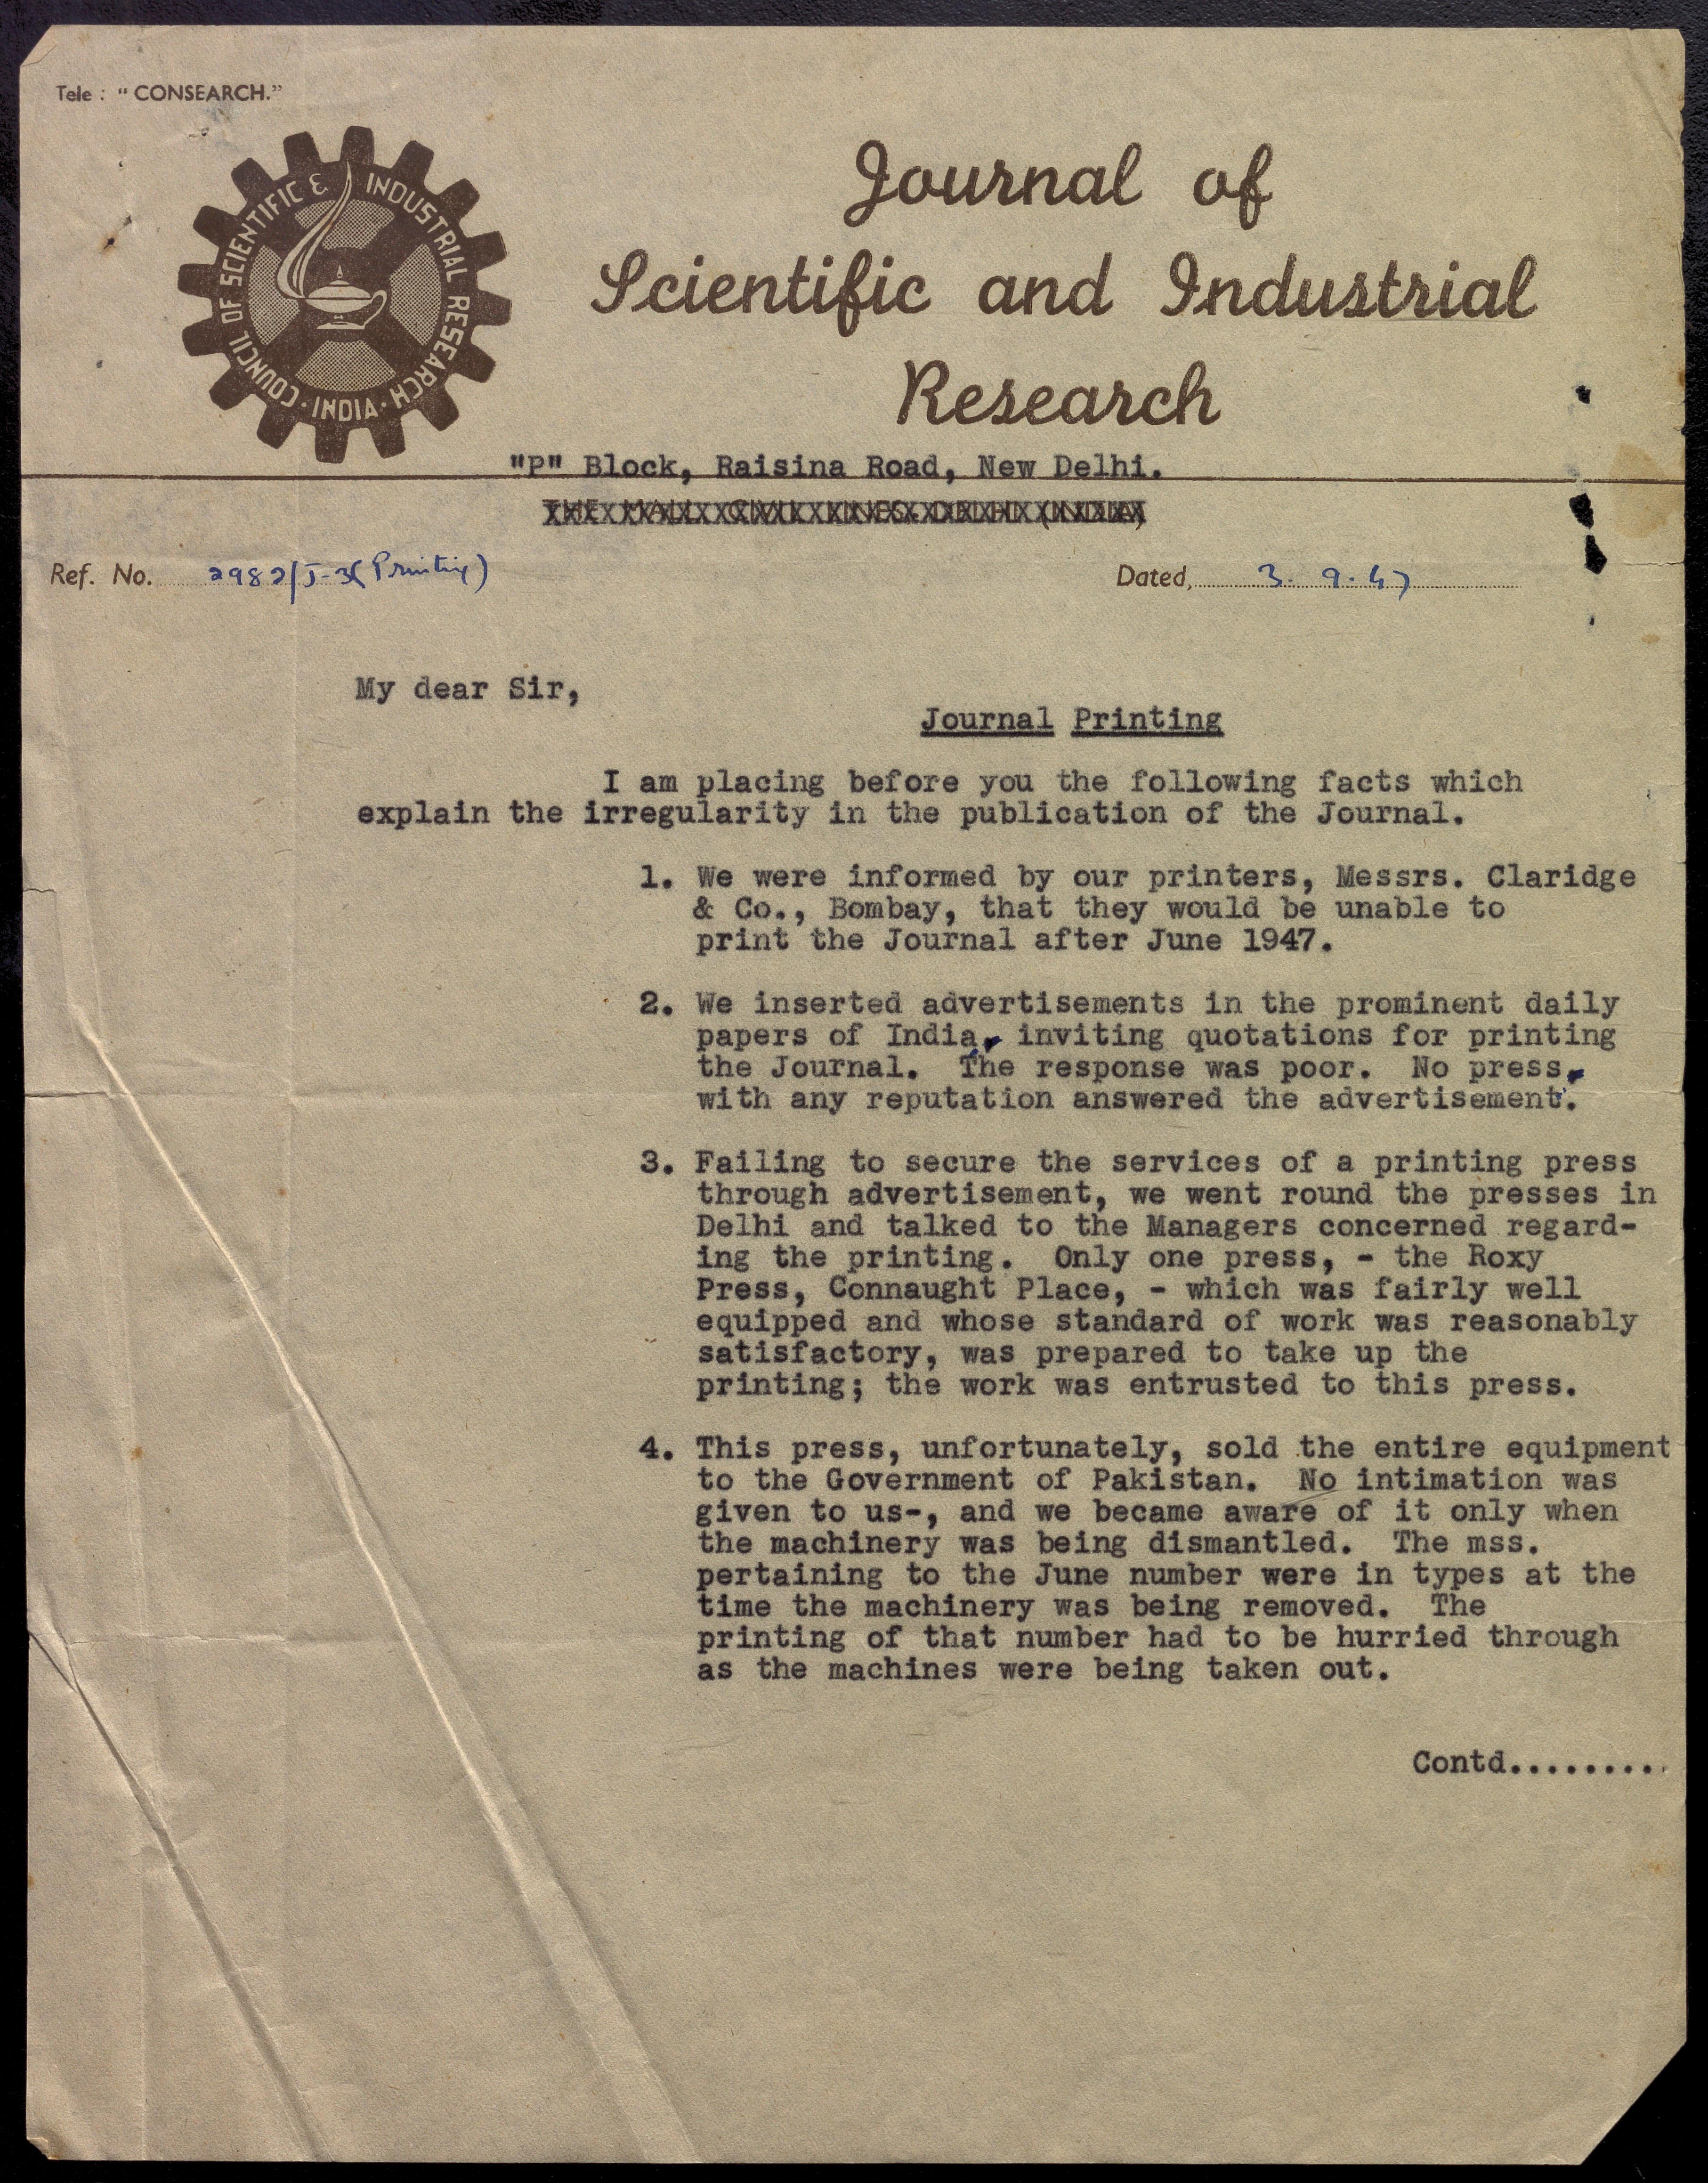 Tele : “ CONSEARCH.”
COUNCIL OF SCIENTIFIC & INDUSTRIAL RESEARCH · INDIA ·
Journal of
Scientific and Industrial
Research
"P" Block, Raisina Road, New Delhi.
THE MALL CIVIL LINES. DELHI (INDIA)
Ref. No. 2982/J-3(Printing)
Dated, 3. 9. 47
My dear Sir,
Journal Printing
I am placing before you the following facts which
explain the irregularity in the publication of the Journal.
1. We were informed by our printers, Messrs. Claridge
& Co., Bombay, that they would be unable to
print the Journal after June 1947.
2. We inserted advertisements in the prominent daily
papers of India, inviting quotations for printing
the Journal. The response was poor. No press,
with any reputation answered the advertisement.
3. Failing to secure the services of a printing press
through advertisement, we went round the presses in
Delhi and talked to the Managers concerned regard-
ing the printing. Only one press, - the Roxy
Press, Connaught Place, - which was fairly well
equipped and whose standard of work was reasonably
satisfactory, was prepared to take up the
printing; the work was entrusted to this press.
4. This press, unfortunately, sold the entire equipment
to the Government of Pakistan. No intimation was
given to us-, and we became aware of it only when
the machinery was being dismantled. The mss.
pertaining to the June number were in types at the
time the machinery was being removed. The
printing of that number had to be hurried through
as the machines were being taken out.
Contd.........